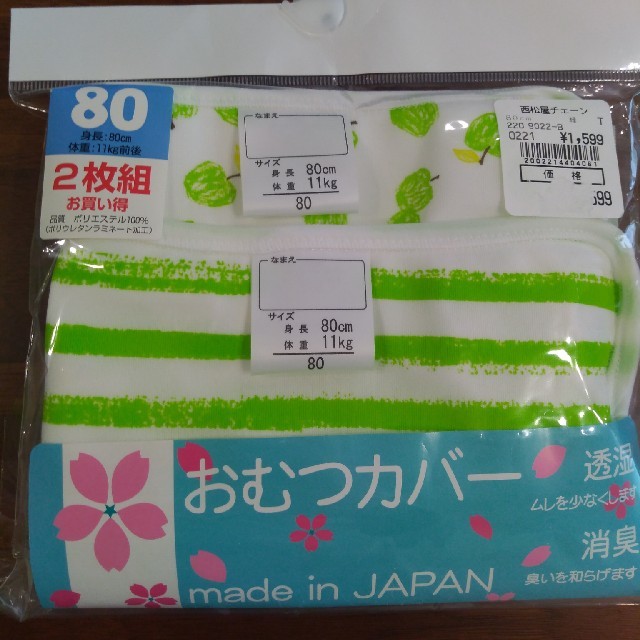 80
身長:80cm
体重:11kg前後
2枚組
お買い得
品質 ポリエステル100%
(ポリウレタンラミネート加工)
なまえ
サイズ
身長 80cm
体重 11kg
80
西松屋チェーン
80cm 緑 T
220 9022-B
0221 ¥1,599
価格
なまえ
サイズ
身長 80cm
体重 11kg
80
おむつカバー
透湿
ムレを少なくします
消臭
臭いを和らげます
made in JAPAN